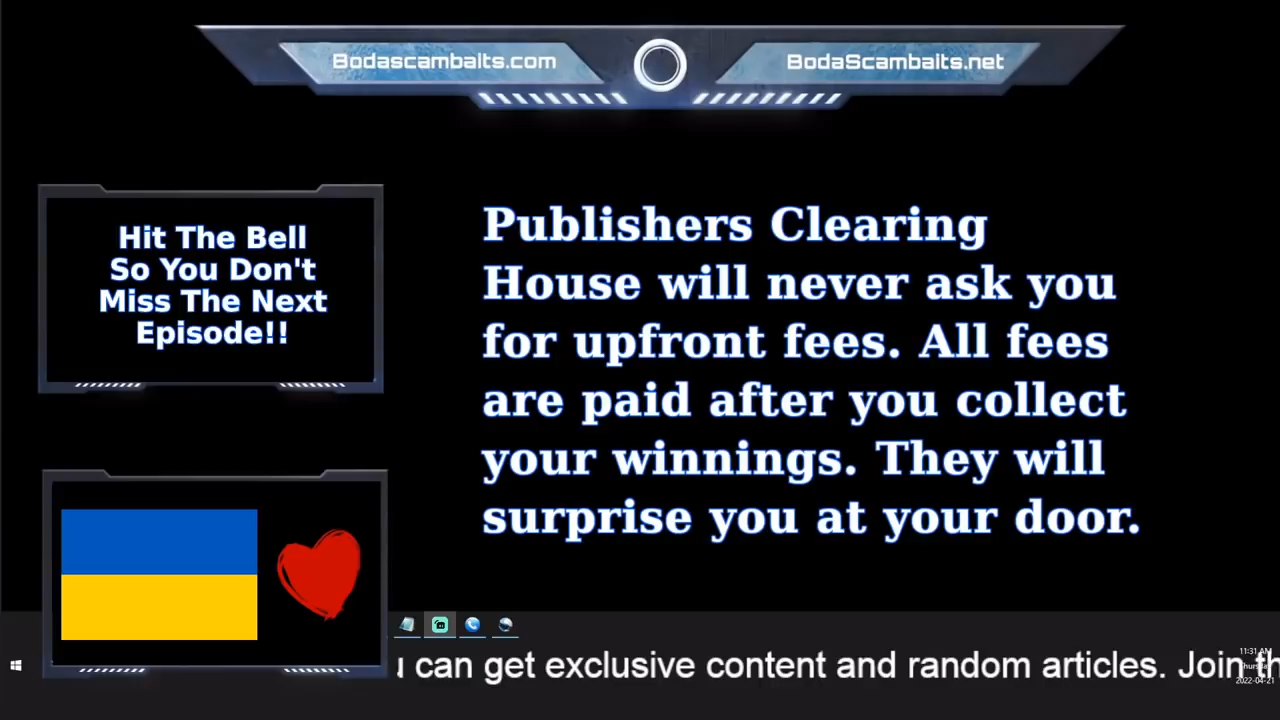 Bodascambaits.com
BodaScambaits.net
Hit The Bell
So You Don't
Miss The Next
Episode!!
Publishers Clearing
House will never ask you
for upfront fees. All fees
are paid after you collect
your winnings. They will
surprise you at your door.
can get exclusive content and random articles. Join
11:31 AM
Thursday
2022-04-21